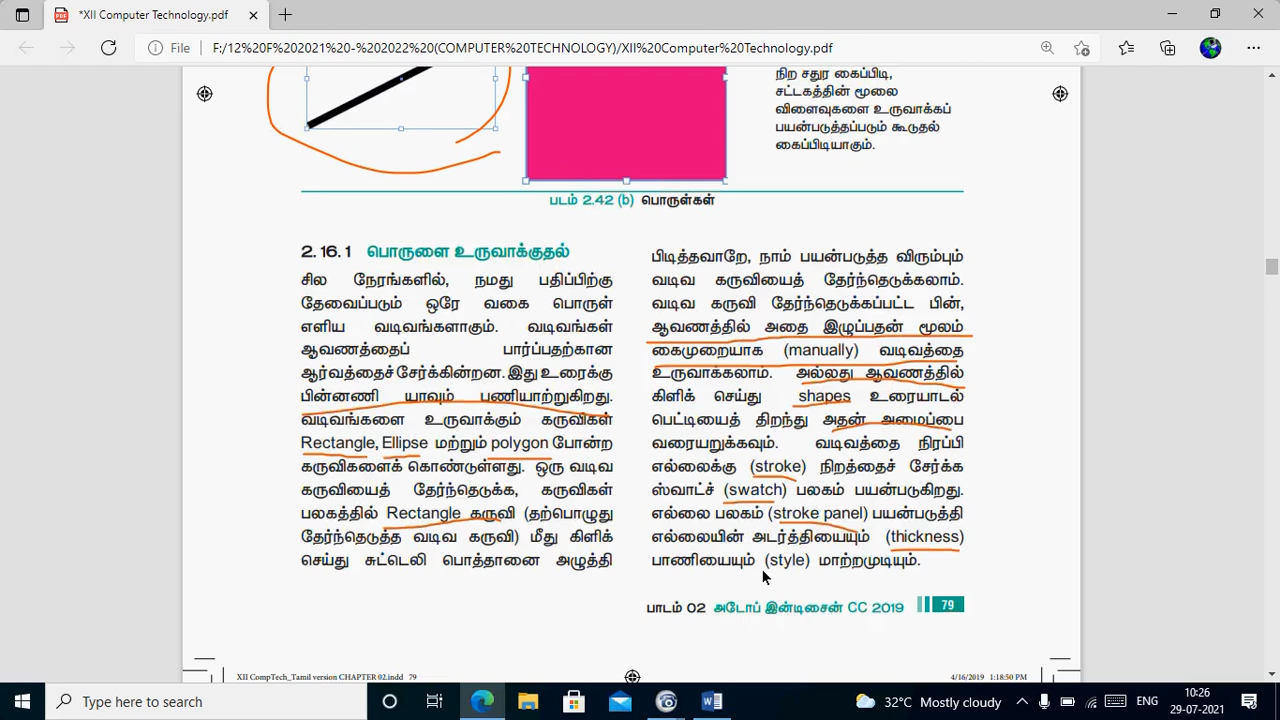 *XII Computer Technology.pdf
File
F:/12%20F%202021%20-%202022%20(COMPUTER%20TECHNOLOGY)/XII%20Computer%20Technology.pdf
நிற சதுர கைப்பிடி,
சட்டகத்தின் மூலை
விளைவுகளை உருவாக்கப்
பயன்படுத்தப்படும் கூடுதல்
கைப்பிடியாகும்.
படம் 2.42 (b) பொருள்கள்
2.16.1 பொருளை உருவாக்குதல்
சில நேரங்களில், நமது பதிப்பிற்கு
தேவைப்படும் ஒரே வகை பொருள்
எளிய வடிவங்களாகும். வடிவங்கள்
ஆவணத்தைப் பார்ப்பதற்கான
ஆர்வத்தைச் சேர்க்கின்றன. இது உரைக்கு
பின்னணி யாவும் பணியாற்றுகிறது.
வடிவங்களை உருவாக்கும் கருவிகள்
Rectangle, Ellipse மற்றும் polygon போன்ற
கருவிகளைக் கொண்டுள்ளது. ஒரு வடிவ
கருவியைத் தேர்ந்தெடுக்க, கருவிகள்
பலகத்தில் Rectangle கருவி (தற்பொழுது
தேர்ந்தெடுத்த வடிவ கருவி) மீது கிளிக்
செய்து சுட்டெலி பொத்தானை அழுத்தி
பிடித்தவாறே, நாம் பயன்படுத்த விரும்பும்
வடிவ கருவியைத் தேர்ந்தெடுக்கலாம்.
வடிவ கருவி தேர்ந்தெடுக்கப்பட்ட பின்,
ஆவணத்தில் அதை இழுப்பதன் மூலம்
கைமுறையாக (manually) வடிவத்தை
உருவாக்கலாம். அல்லது ஆவணத்தில்
கிளிக் செய்து shapes உரையாடல்
பெட்டியைத் திறந்து அதன் அமைப்பை
வரையறுக்கவும். வடிவத்தை நிரப்பி
எல்லைக்கு (stroke) நிறத்தைச் சேர்க்க
ஸ்வாட்ச் (swatch) பலகம் பயன்படுகிறது.
எல்லை பலகம் (stroke panel) பயன்படுத்தி
எல்லையின் அடர்த்தியையும் (thickness)
பாணியையும் (style) மாற்றமுடியும்.
பாடம் 02 அடோப் இன்டிசைன் CC 2019 79
XII CompTech_Tamil version CHAPTER 02.indd 79
4/16/2019 1:18:50 PM
Type here to search
32°C Mostly cloudy
ENG
10:26
29-07-2021